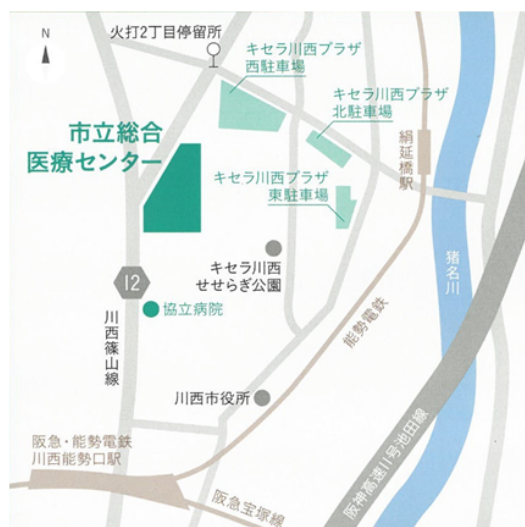 N
火打2丁目停留所
キセラ川西プラザ
西駐車場
キセラ川西プラザ
北駐車場
市立総合
医療センター
キセラ川西プラザ
東駐車場
絹延橋駅
キセラ川西
せせらぎ公園
猪名川
12
協立病院
川西篠山線
能勢電鉄
川西市役所
阪神高速11号池田線
阪急・能勢電鉄
川西能勢口駅
阪急宝塚線